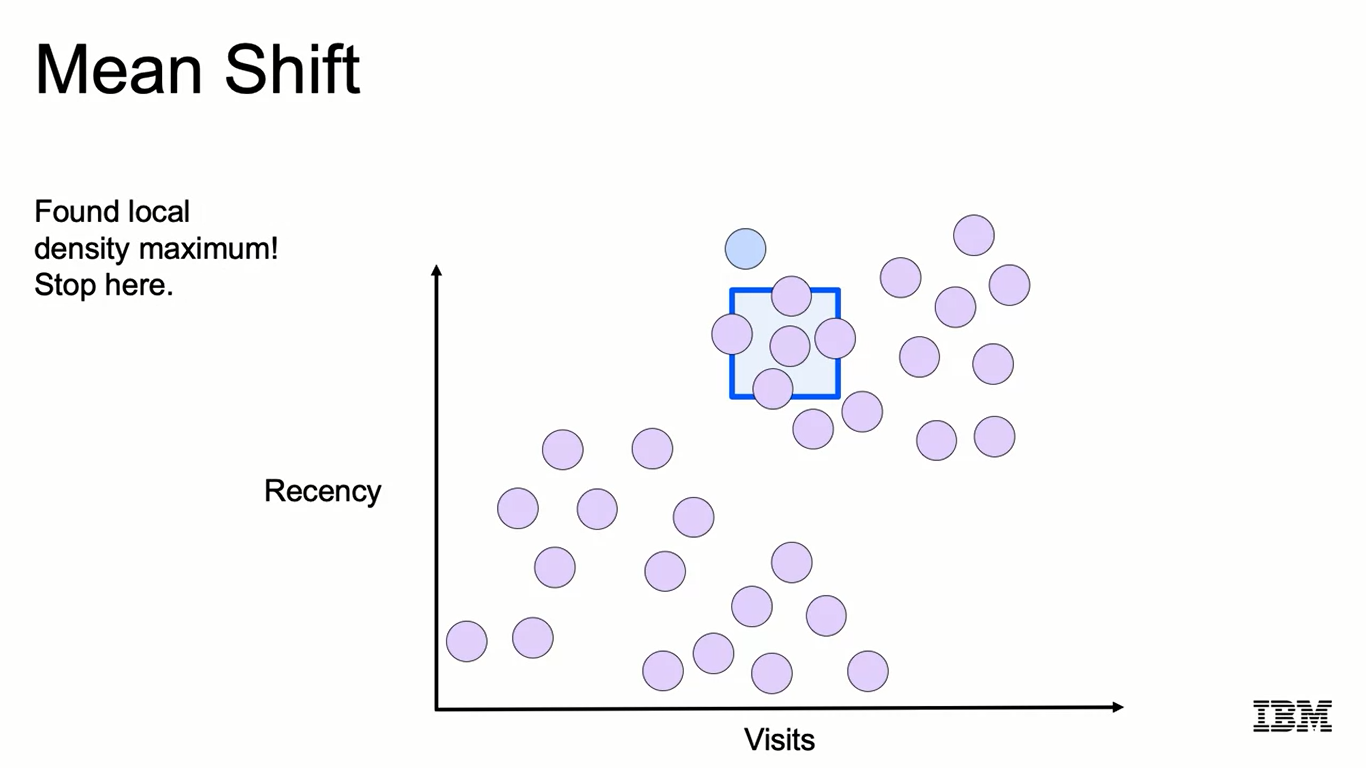 Mean Shift
Found local
density maximum!
Stop here.
Recency
Visits
IBM